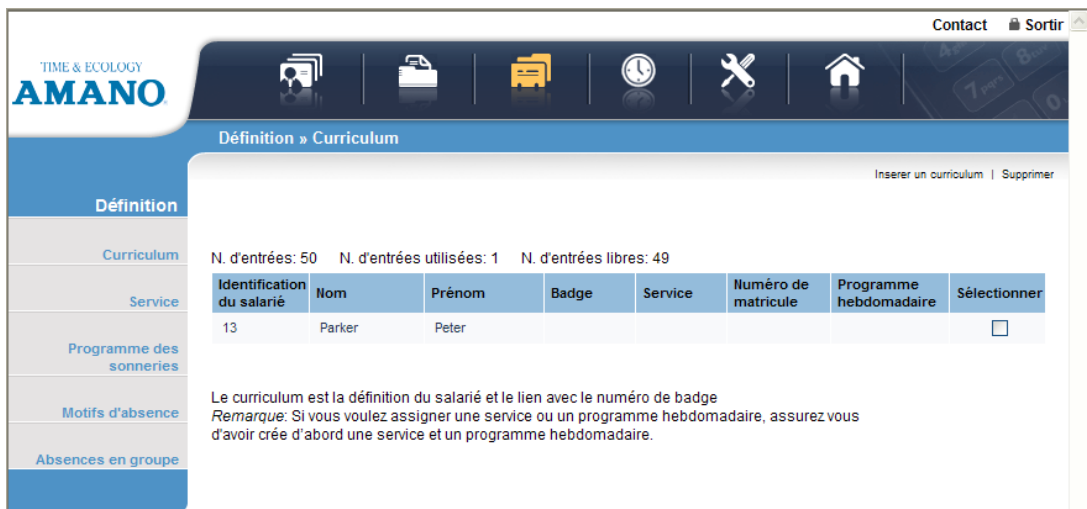 Contact Sortir
TIME & ECOLOGY
AMANO
Définition » Curriculum
Inserer un curriculum | Supprimer
Définition
Curriculum
Service
Programme des
sonneries
Motifs d'absence
Absences en groupe
N. d'entrées: 50 N. d'entrées utilisées: 1 N. d'entrées libres: 49
Identification
du salarié
Nom
Prénom
Badge
Service
Numéro de
matricule
Programme
hebdomadaire
Sélectionner
13 Parker Peter
Le curriculum est la définition du salarié et le lien avec le numéro de badge
Remarque: Si vous voulez assigner une service ou un programme hebdomadaire, assurez vous
d'avoir crée d'abord une service et un programme hebdomadaire.